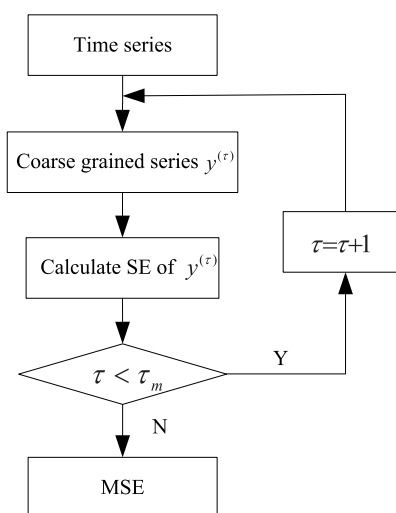 Time series
Coarse grained series y^(τ)
τ=τ+1
Calculate SE of y^(τ)
τ < τ_m
Y
N
MSE